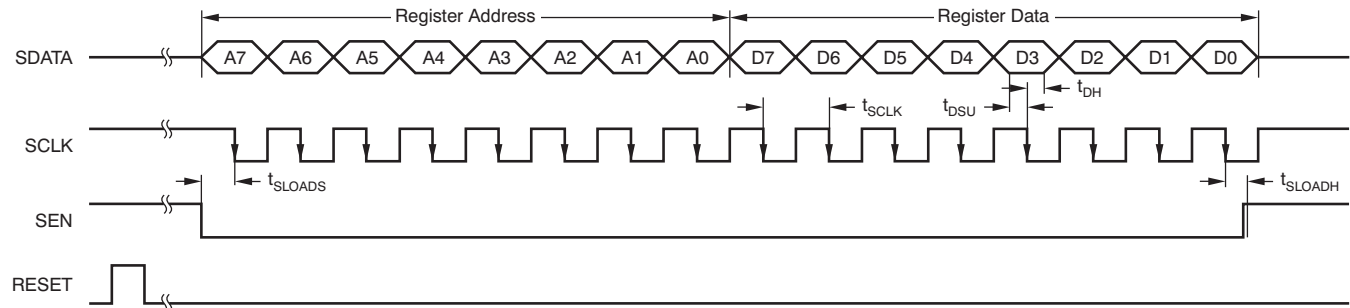 Register Address Register Data
SDATA A7 A6 A5 A4 A3 A2 A1 A0 D7 D6 D5 D4 D3 D2 D1 D0
tSCLK tDSU tDH
SCLK
tSLOADS tSLOADH
SEN
RESET